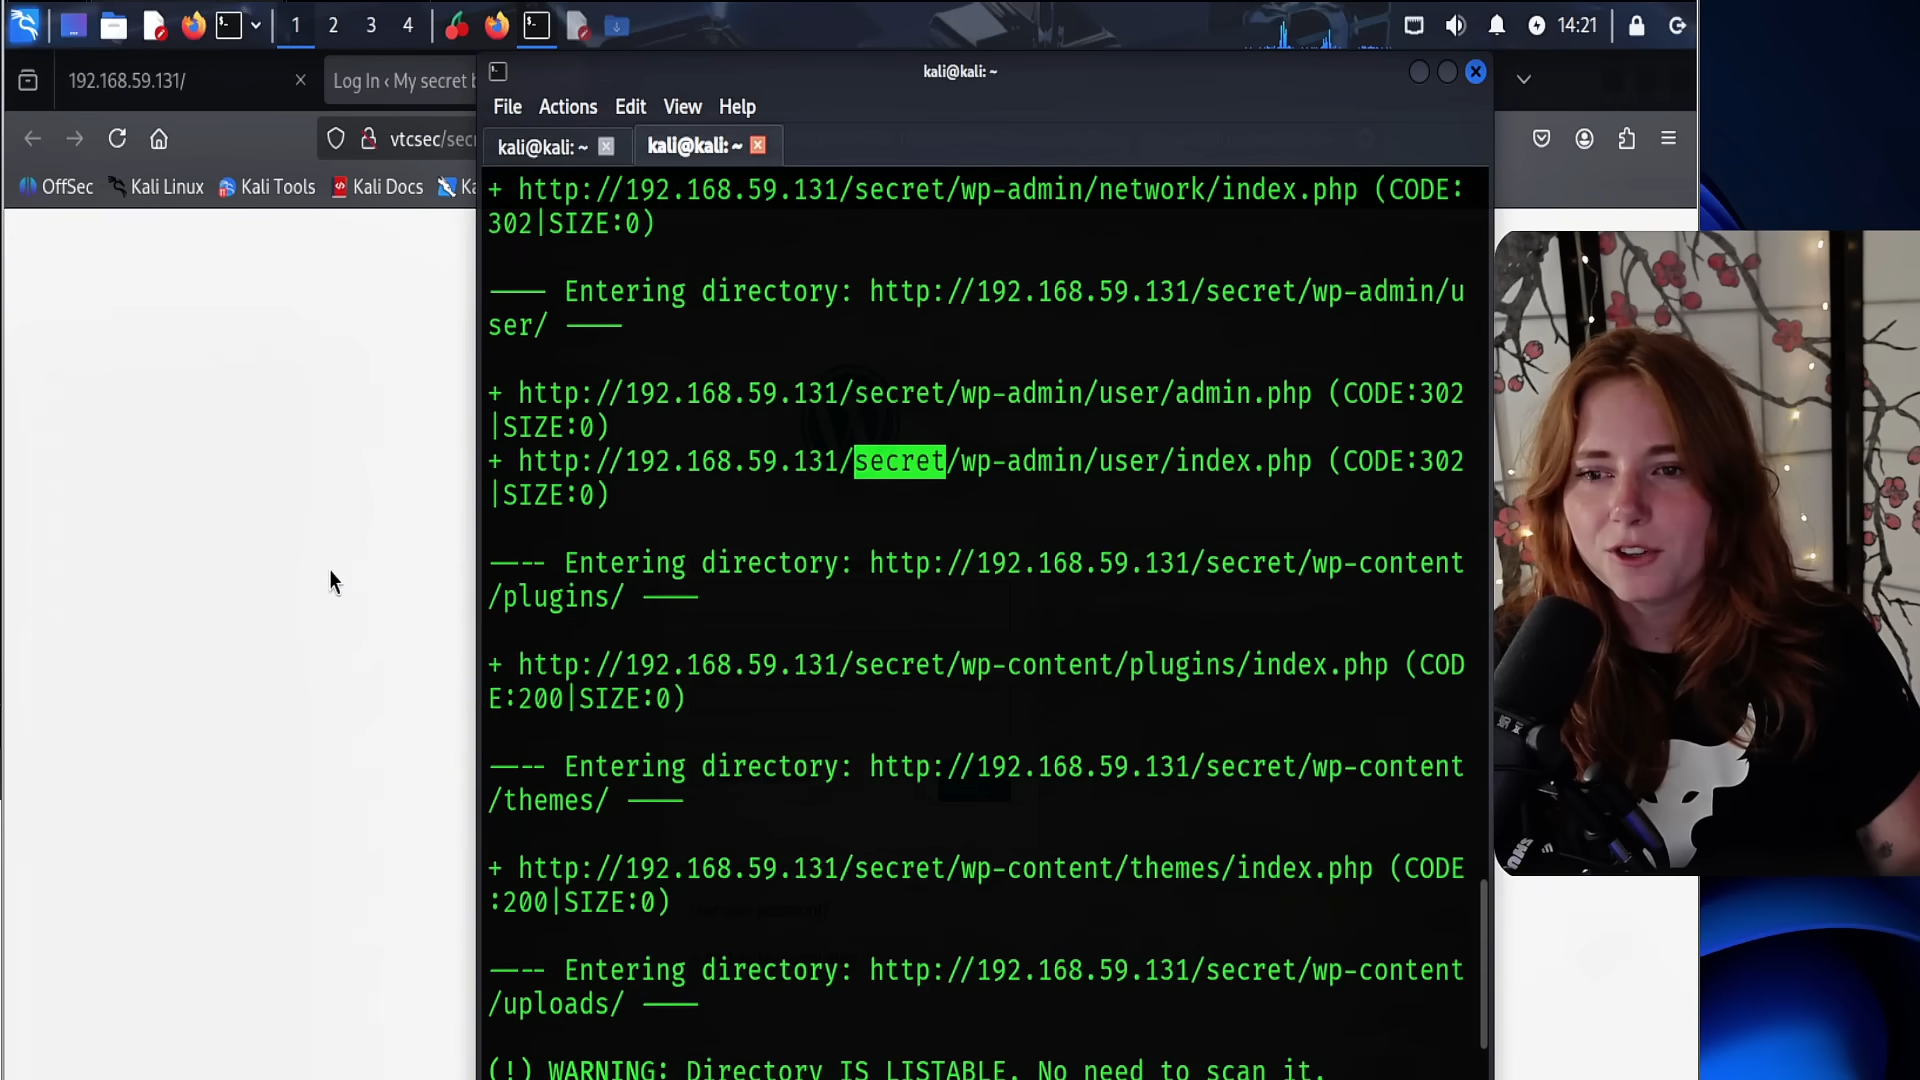 1 2 3 4 14:21
192.168.59.131/
Log In ‹ My secret b
vtcsec/sec
OffSec Kali Linux Kali Tools Kali Docs Ka
kali@kali: ~
File Actions Edit View Help
kali@kali: ~ kali@kali: ~
+ http://192.168.59.131/secret/wp-admin/network/index.php (CODE:
302|SIZE:0)
---- Entering directory: http://192.168.59.131/secret/wp-admin/u
ser/ ----
+ http://192.168.59.131/secret/wp-admin/user/admin.php (CODE:302
|SIZE:0)
+ http://192.168.59.131/secret/wp-admin/user/index.php (CODE:302
|SIZE:0)
---- Entering directory: http://192.168.59.131/secret/wp-content
/plugins/ ----
+ http://192.168.59.131/secret/wp-content/plugins/index.php (COD
E:200|SIZE:0)
---- Entering directory: http://192.168.59.131/secret/wp-content
/themes/ ----
+ http://192.168.59.131/secret/wp-content/themes/index.php (CODE
:200|SIZE:0)
---- Entering directory: http://192.168.59.131/secret/wp-content
/uploads/ ----
(!) WARNING: Directory IS LISTABLE. No need to scan it.
SHURE